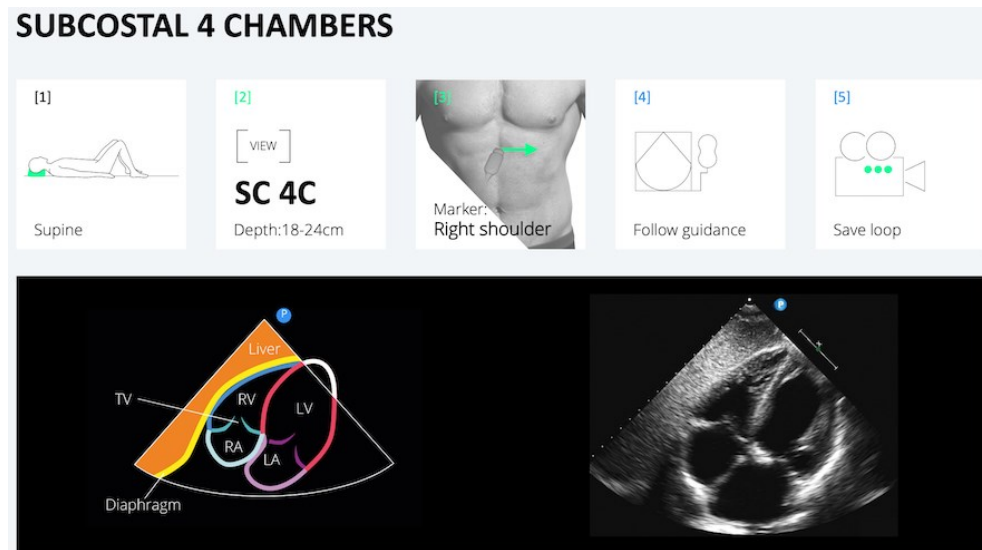 SUBCOSTAL 4 CHAMBERS
[1]
Supine
[2]
VIEW
SC 4C
Depth:18-24cm
[3]
Marker:
Right shoulder
[4]
Follow guidance
[5]
Save loop
P
Liver
TV
RV
LV
RA
LA
Diaphragm
P